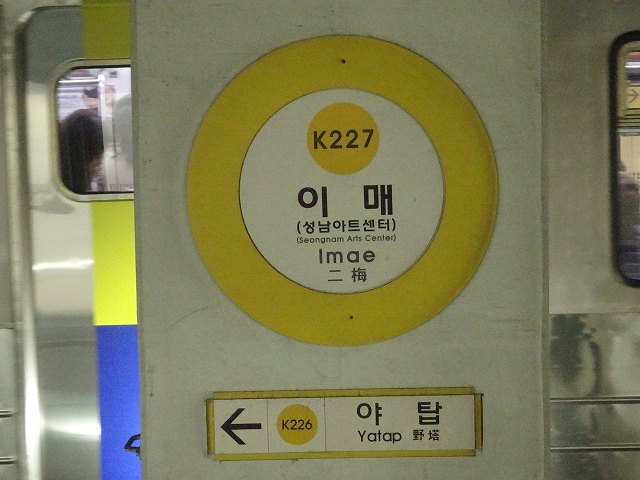 K227
이 매
(성남아트센터)
(Seongnam Arts Center)
Imae
二 梅
← K226 야 탑
Yatap 野塔